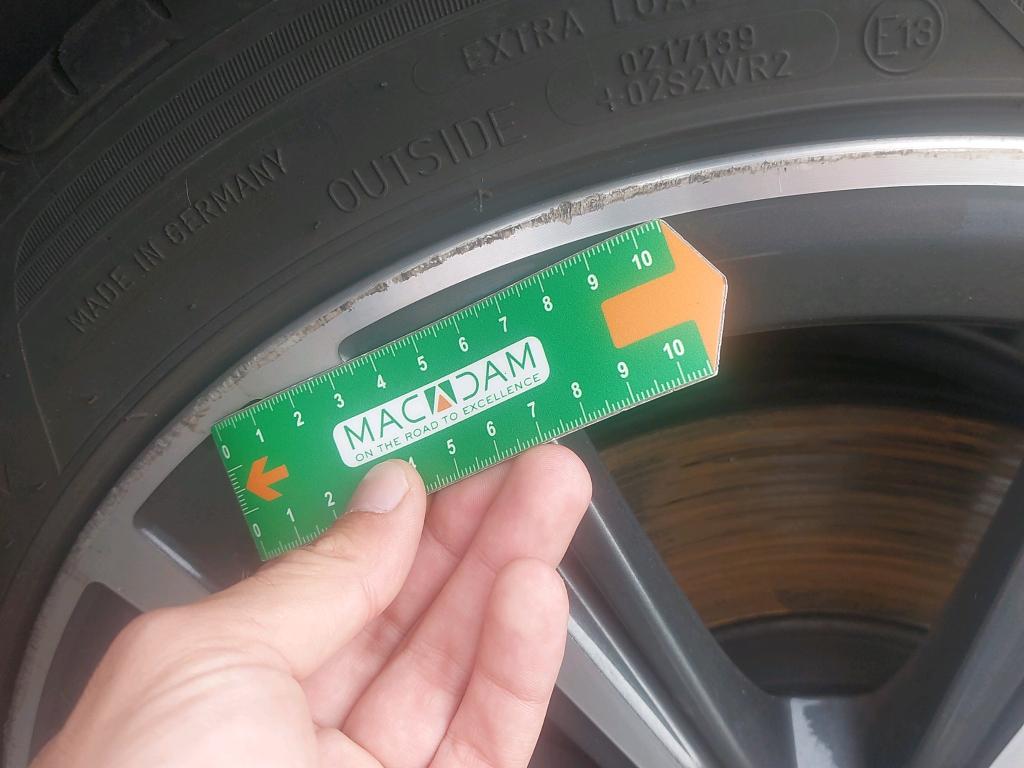 EXTRA LOAD
E13
0217139
+02S2WR2
OUTSIDE
MADE IN GERMANY
0 1 2 3 4 5 6 7 8 9 10
MACADAM
ON THE ROAD TO EXCELLENCE
0 1 2 4 5 6 7 8 9 10